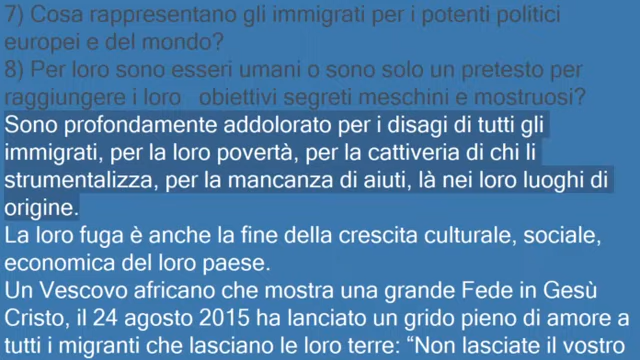 7) Cosa rappresentano gli immigrati per i potenti politici
europei e del mondo?
8) Per loro sono esseri umani o sono solo un pretesto per
raggiungere i loro obiettivi segreti meschini e mostruosi?
Sono profondamente addolorato per i disagi di tutti gli
immigrati, per la loro povertà, per la cattiveria di chi li
strumentalizza, per la mancanza di aiuti, là nei loro luoghi di
origine.
La loro fuga è anche la fine della crescita culturale, sociale,
economica del loro paese.
Un Vescovo africano che mostra una grande Fede in Gesù
Cristo, il 24 agosto 2015 ha lanciato un grido pieno di amore a
tutti i migranti che lasciano le loro terre: “Non lasciate il vostro